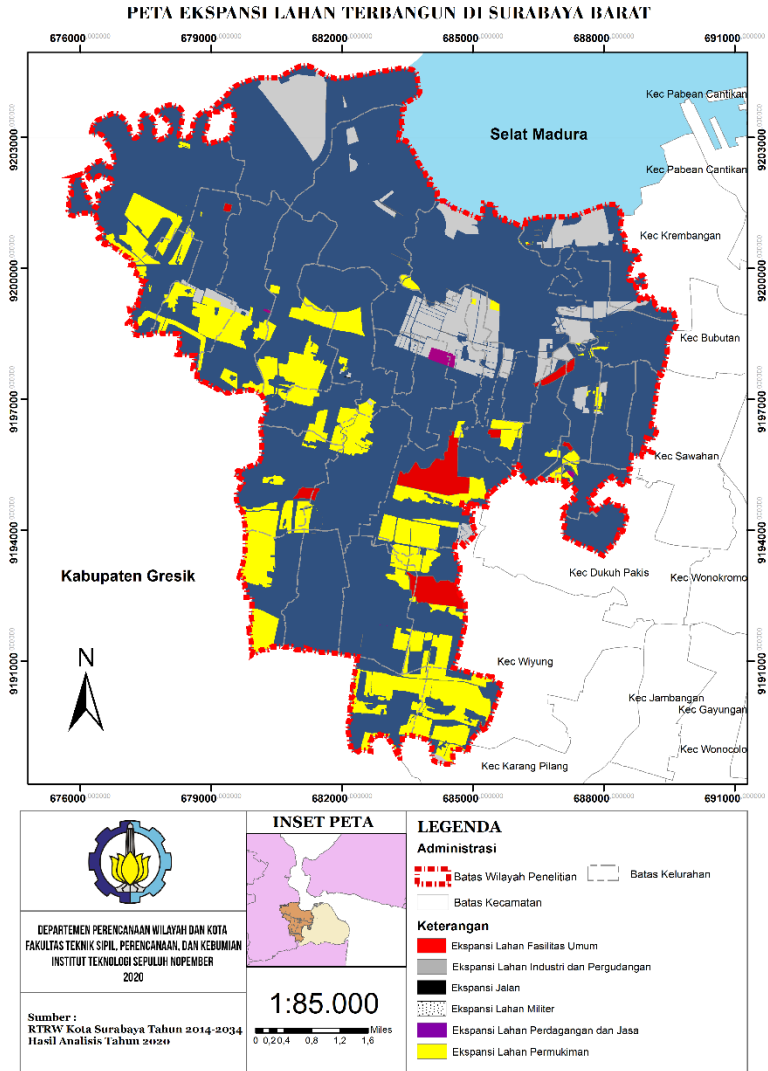 PETA EKSPANSI LAHAN TERBANGUN DI SURABAYA BARAT
676000 679000 682000 685000 688000 691000
Kec Pabean Cantikan
9203000
Selat Madura
9203000
Kec Pabean Cantikan
Kec Krembangan
9200000
9200000
Kec Bubutan
9197000
9197000
Kec Sawahan
9194000
9194000
Kabupaten Gresik
Kec Dukuh Pakis
Kec Wonokromo
N
9191000
Kec Wiyung
9191000
Kec Jambangan
Kec Gayungan
Kec Wonocolo
Kec Karang Pilang
676000 679000 682000 685000 688000 691000
DEPARTEMEN PERENCANAAN WILAYAH DAN KOTA
FAKULTAS TEKNIK SIPIL, PERENCANAAN, DAN KEBUMIAN
INSTITUT TEKNOLOGI SEPULUH NOPEMBER
2020
Sumber :
RTRW Kota Surabaya Tahun 2014-2034
Hasil Analisis Tahun 2020
INSET PETA
1:85.000
Miles
0 0,20,4 0,8 1,2 1,6
LEGENDA
Administrasi
Batas Wilayah Penelitian
Batas Kelurahan
Batas Kecamatan
Keterangan
Ekspansi Lahan Fasilitas Umum
Ekspansi Lahan Industri dan Pergudangan
Ekspansi Jalan
Ekspansi Lahan Militer
Ekspansi Lahan Perdagangan dan Jasa
Ekspansi Lahan Permukiman